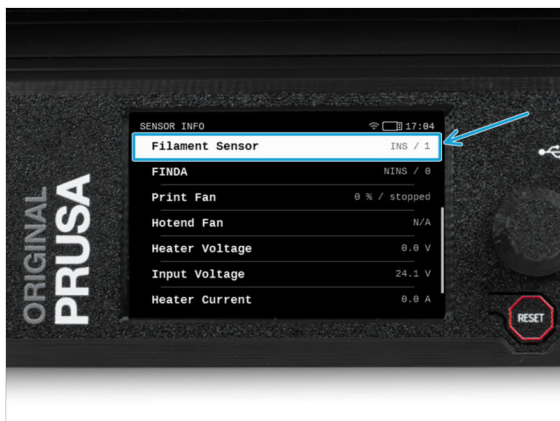 SENSOR INFO 17:04
Filament Sensor INS / 1
FINDA NINS / 0
Print Fan 0 % / stopped
Hotend Fan N/A
Heater Voltage 0.0 V
Input Voltage 24.1 V
Heater Current 0.0 A
ORIGINAL
PRUSA
RESET